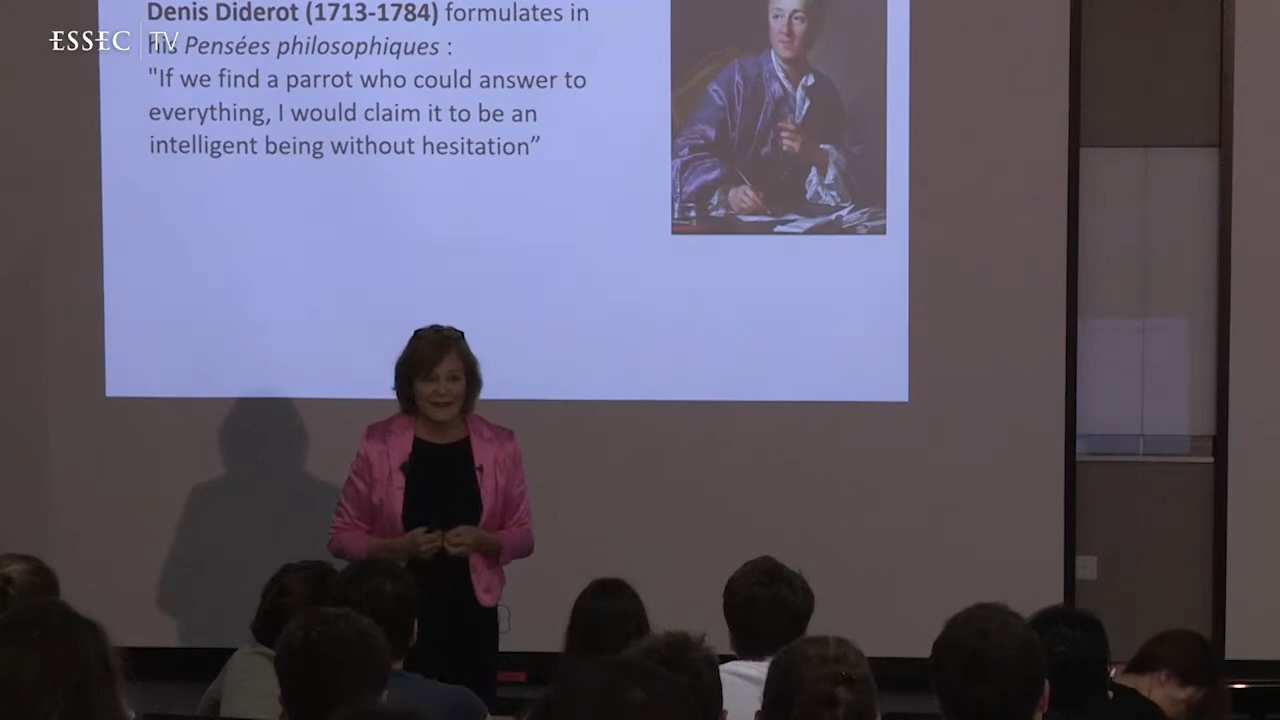 Denis Diderot (1713-1784) formulates in
his Pensées philosophiques :
"If we find a parrot who could answer to
everything, I would claim it to be an
intelligent being without hesitation”
ESSEC TV